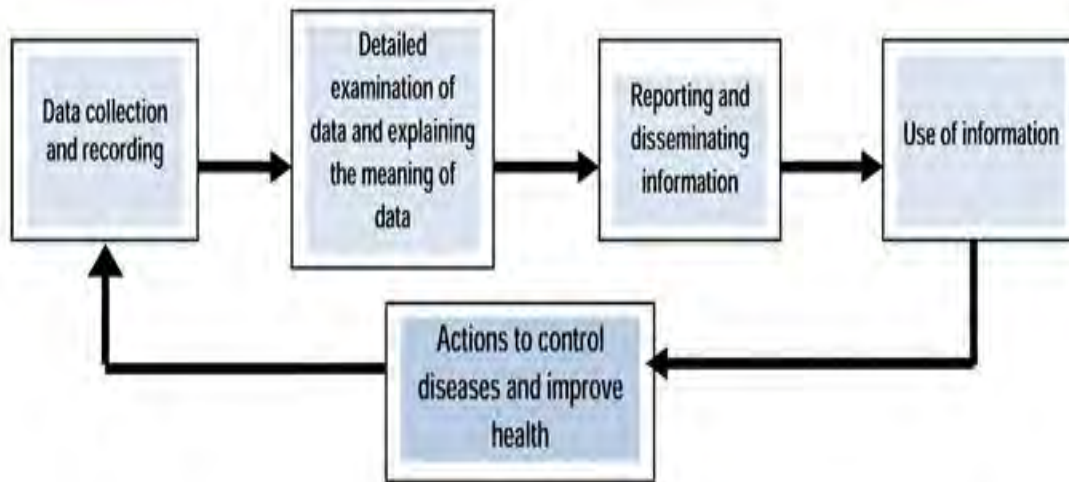 Data collection
and recording
Detailed
examination of
data and explaining
the meaning of
data
Reporting and
disseminating
information
Use of information
Actions to control
diseases and improve
health